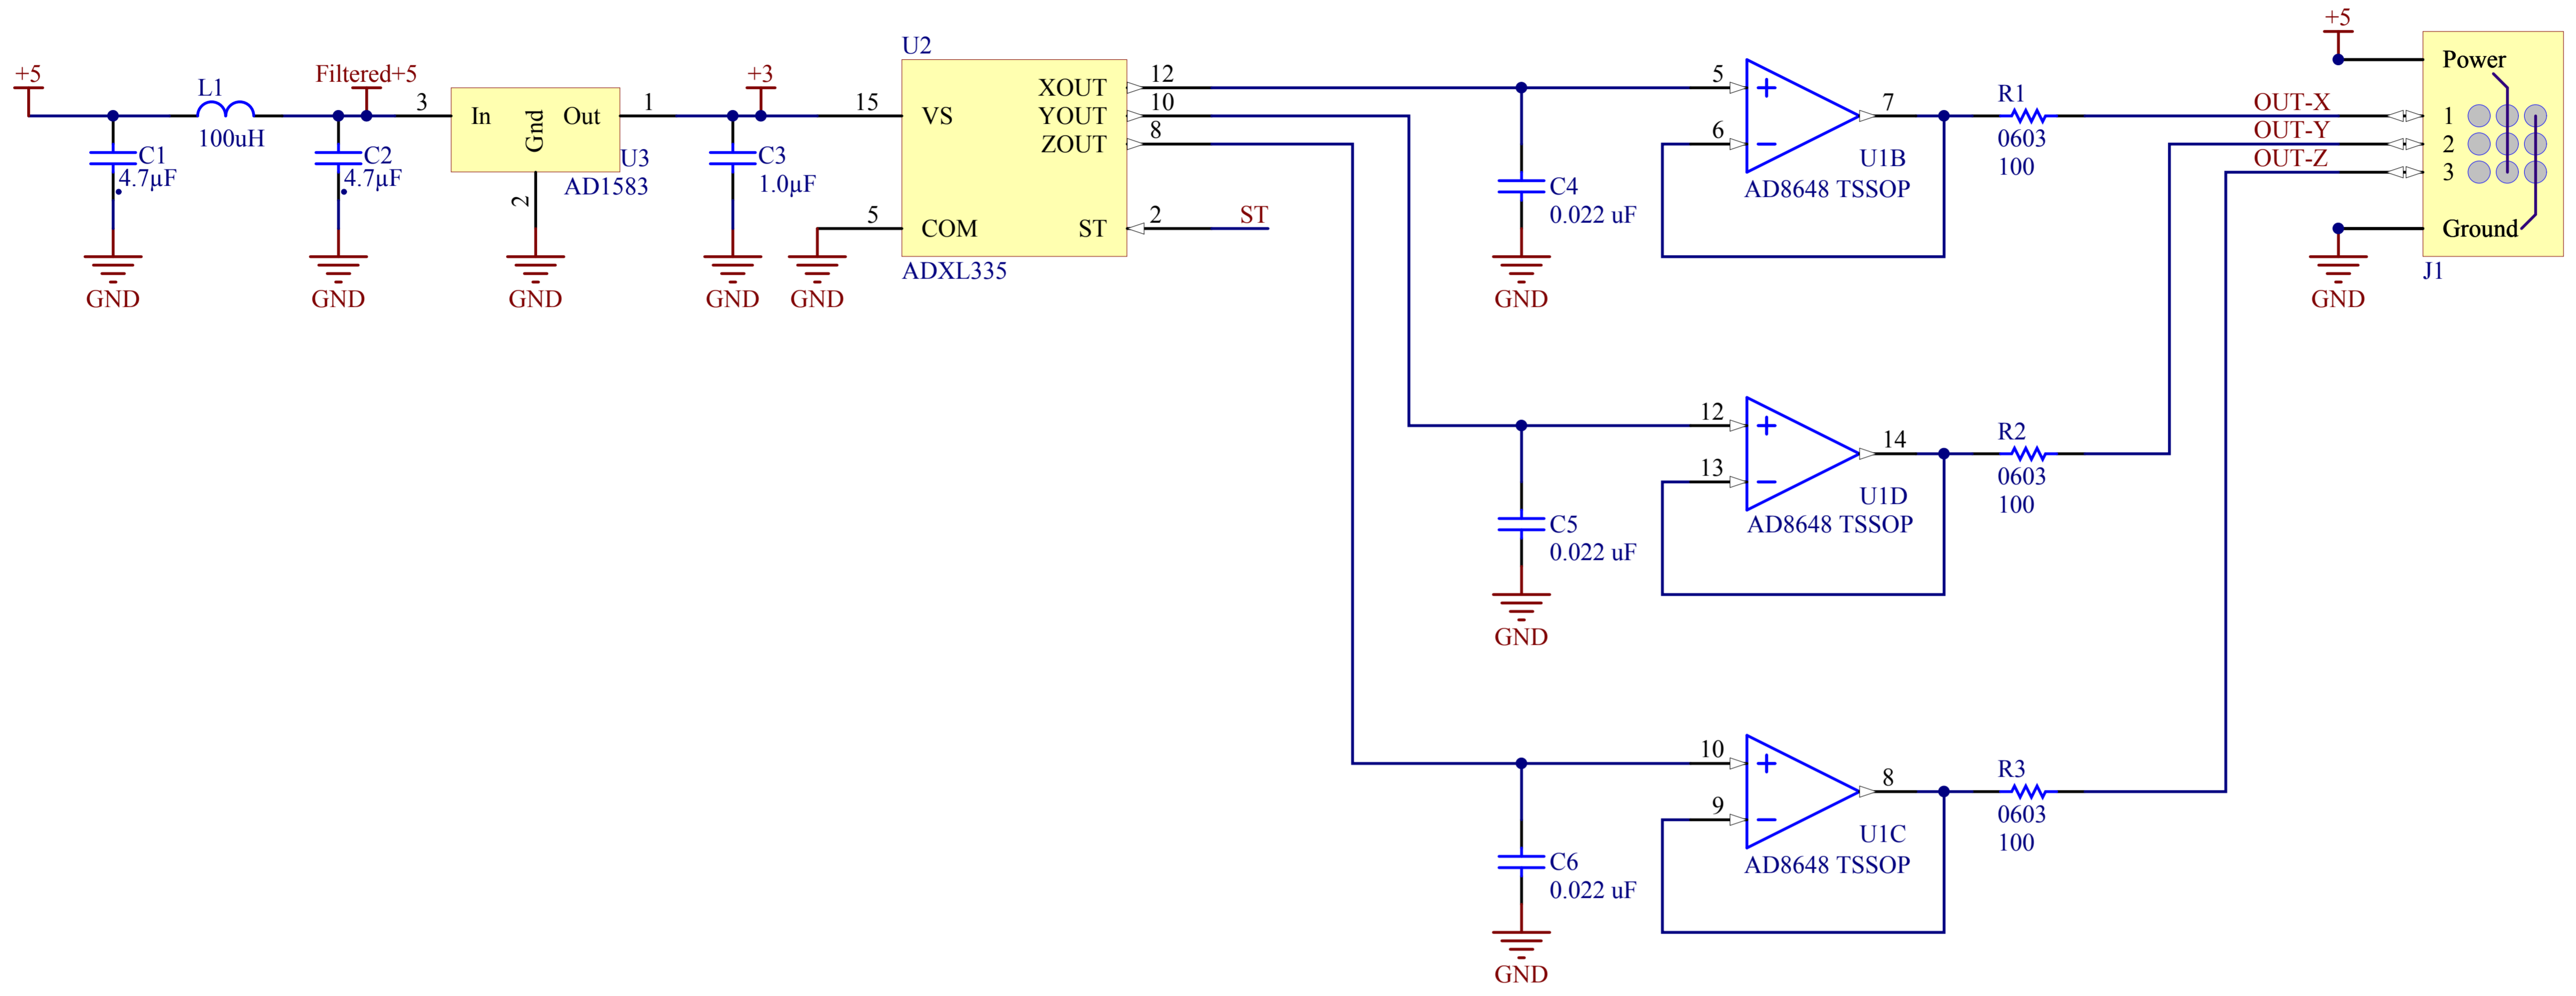 +5
L1
100uH
C1
4.7µF
GND
Filtered+5
C2
4.7µF
GND
3
In
Gnd
Out
1
2
U3
AD1583
GND
+3
C3
1.0µF
GND
GND
U2
15
VS
5
COM
XOUT
YOUT
ZOUT
ST
12
10
8
2
ST
ADXL335
C4
0.022 uF
GND
5
6
+
−
7
U1B
AD8648 TSSOP
R1
0603
100
C5
0.022 uF
GND
12
13
+
−
14
U1D
AD8648 TSSOP
R2
0603
100
C6
0.022 uF
GND
10
9
+
−
8
U1C
AD8648 TSSOP
R3
0603
100
+5
OUT-X
OUT-Y
OUT-Z
GND
Power
1
2
3
Ground
J1